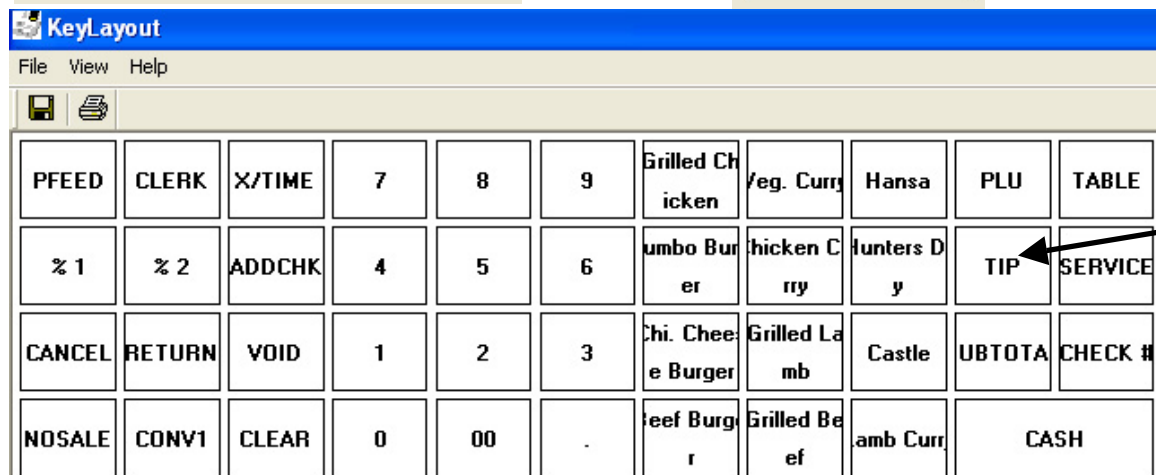 KeyLayout
File View Help
PFEED CLERK X/TIME 7 8 9
Grilled Ch
icken
Veg. Curry
Hansa
PLU
TABLE
% 1 % 2 ADDCHK 4 5 6
umbo Bur
er
hicken C
rry
Hunters D
y
TIP
SERVICE
CANCEL RETURN VOID 1 2 3
Chi. Chees
e Burger
Grilled La
mb
Castle
UBTOTA
CHECK #
NOSALE CONV1 CLEAR 0 00 .
Beef Burge
r
Grilled Be
ef
amb Curr
CASH